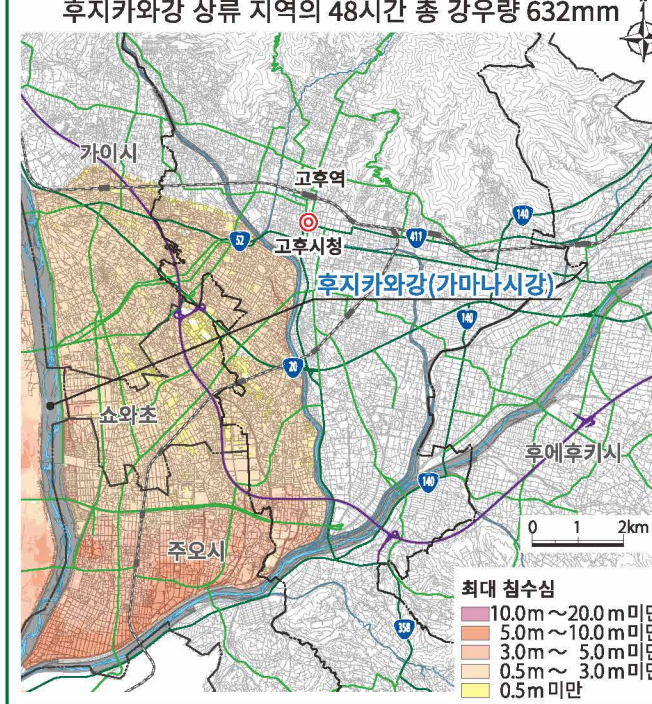 후지카와강 상류 지역의 48시간 총 강우량 632mm
가이시
고후역
140
52
411
고후시청
후지카와강(가마나시강)
140
20
쇼와초
후에후키시
140
0 1 2km
주오시
최대 침수심
10.0m～20.0m미만
5.0m～10.0m미만
3.0m～ 5.0m미만
358
0.5m～ 3.0m미만
0.5m미만